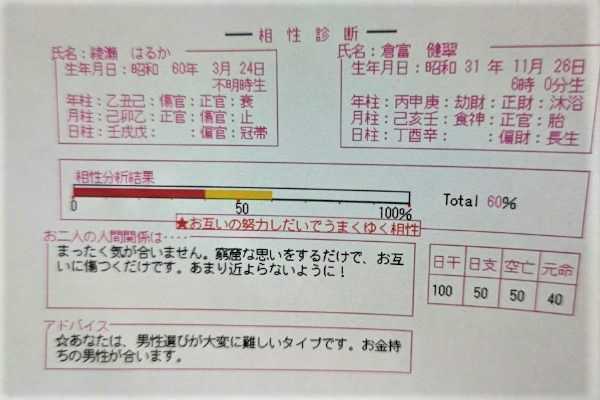 相性診断
氏名：綾瀬　はるか
生年月日：昭和　60年　3月 24日
不明時生
年柱：乙丑己：傷官：正官：衰
月柱：己卯乙：正官：傷官：止
日柱：壬戌戊：　　：偏官：冠帯
氏名：倉富　健翠
生年月日：昭和 31 年 11月 26日
6時 0分生
年柱：丙申庚：劫財：正財：沐浴
月柱：己亥壬：食神：正官：胎
日柱：丁酉辛：　　：偏財：長生
相性分析結果
0 50 100%
Total 60%
★お互いの努力しだいでうまくゆく相性
お二人の人間関係は・・・・
まったく気が合いません。窮屈な思いをするだけで、お互
いに傷つくだけです。あまり近よらないように！
日干 日支 空亡 元命
100 50 50 40
アドバイス
☆あなたは、男性選びが大変に難しいタイプです。お金持
ちの男性が合います。